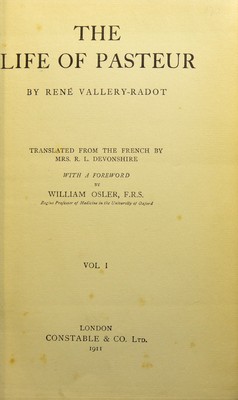 THE
LIFE OF PASTEUR
BY RENÉ VALLERY-RADOT
TRANSLATED FROM THE FRENCH BY
MRS. R. L. DEVONSHIRE
WITH A FOREWORD
BY
WILLIAM OSLER, F.R.S.
Regius Professor of Medicine in the University of Oxford
VOL I
LONDON
CONSTABLE & CO. LTD.
1911